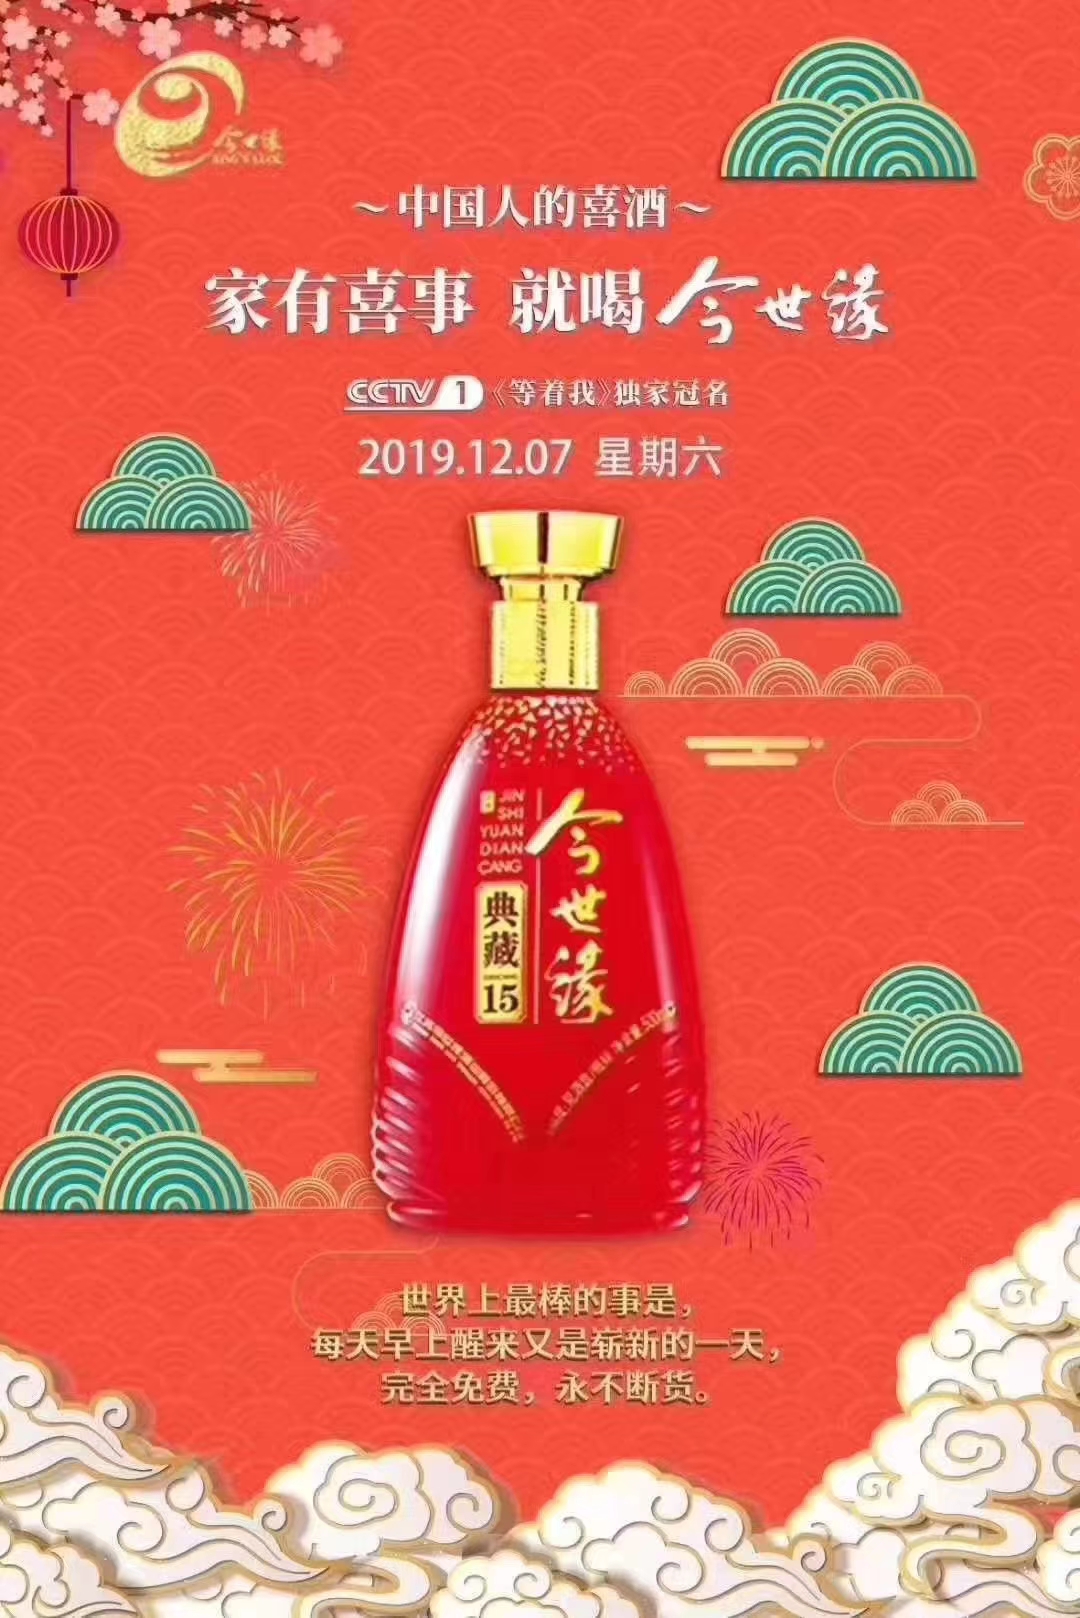 今世缘
～中国人的喜酒～
家有喜事 就喝今世缘
CCTV 1《等着我》独家冠名
2019.12.07 星期六
JIN
SHI
YUAN
DIAN
CANG
典藏
15
今世缘
世界上最棒的事是，
每天早上醒来又是崭新的一天，
完全免费，永不断货。